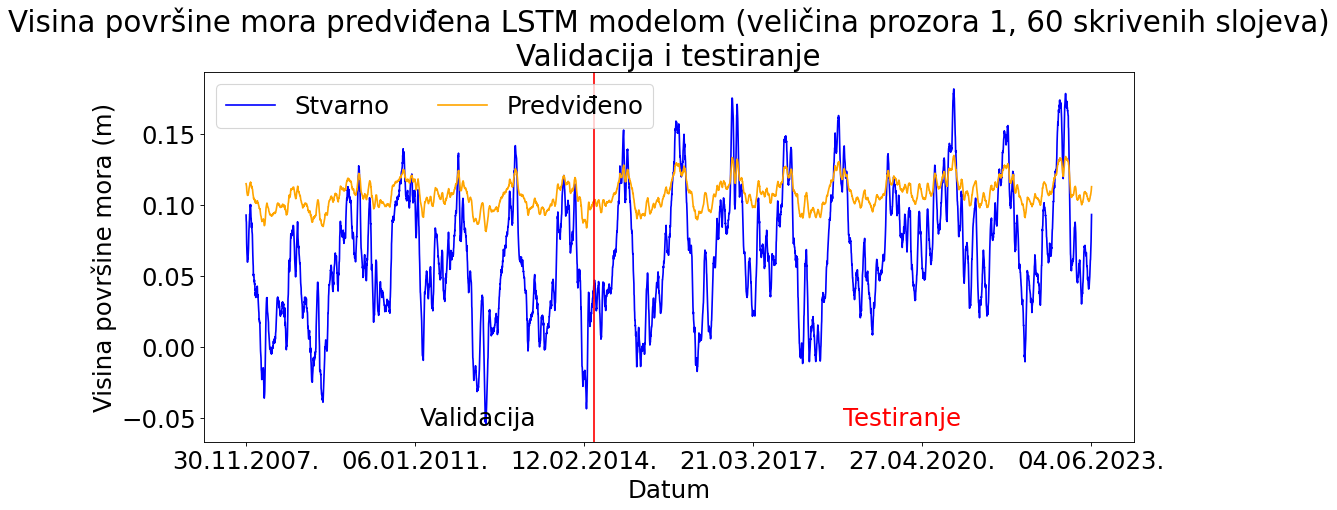 Visina površine mora predviđena LSTM modelom (veličina prozora 1, 60 skrivenih slojeva)
Validacija i testiranje
Stvarno
Predviđeno
Visina površine mora (m)
0.15
0.10
0.05
0.00
−0.05
Validacija
Testiranje
30.11.2007.
06.01.2011.
12.02.2014.
21.03.2017.
27.04.2020.
04.06.2023.
Datum